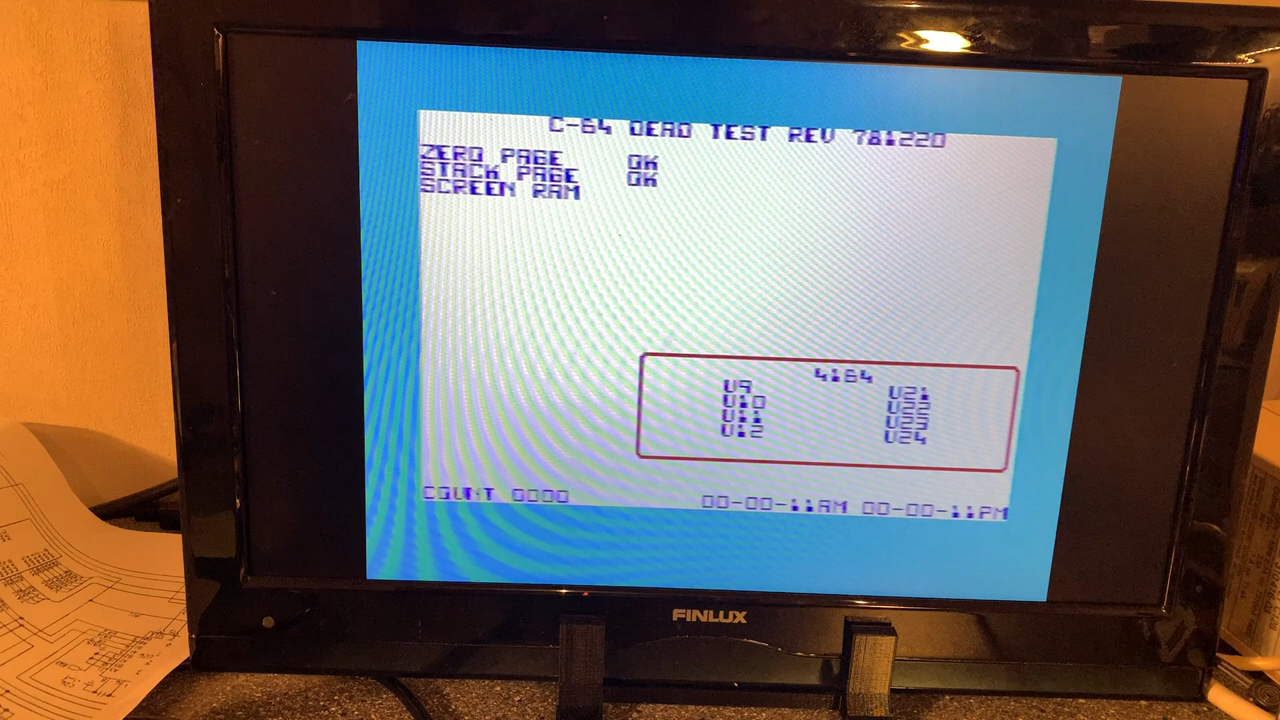 C-64 DEAD TEST REV 781220
ZERO PAGE OK
STACK PAGE OK
SCREEN RAM
4164
U9 U21
U10 U22
U11 U23
U12 U24
COUNT 0000 00-00-11AM 00-00-11PM
FINLUX